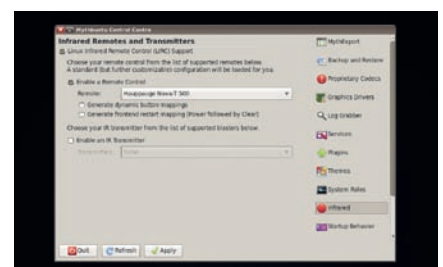 Mythbuntu Control Centre
Infrared Remotes and Transmitters
Linux Infrared Remote Control (LIRC) Support
Choose your remote control from the list of supported remotes below.
A standard (but further customization) configuration will be loaded for you.
Enable a Remote Control
Remote: Hauppauge Nova-T 500
Generate dynamic button mappings
Generate frontend restart mapping (Power followed by Clear)
Choose your IR transmitter from the list of supported blasters below.
Enable an IR Transmitter
Transmitter: None
Quit
Refresh
Apply
MythExport
Backup and Restore
Proprietary Codecs
Graphics Drivers
Log Grabber
Services
Plugins
Themes
System Roles
Infrared
Startup Behavior